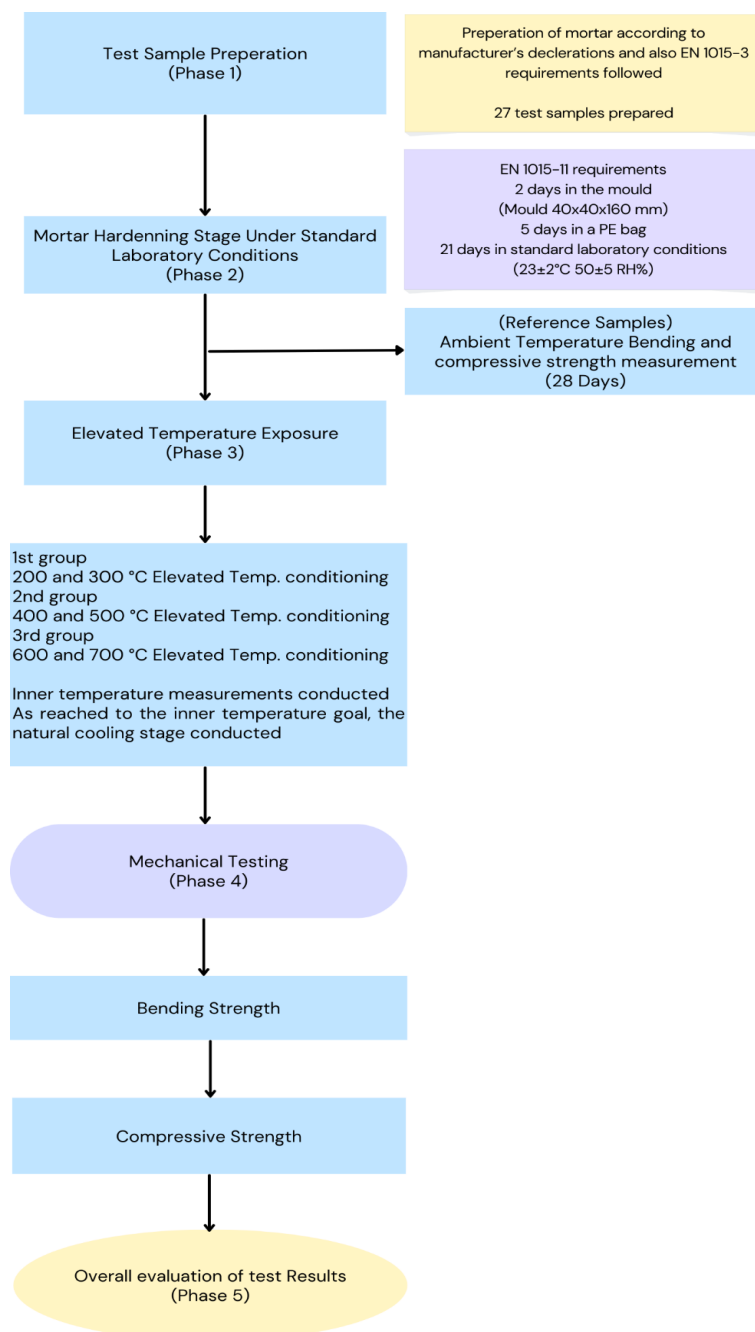 Test Sample Preperation
(Phase 1)
Preperation of mortar according to
manufacturer's declerations and also EN 1015-3
requirements followed
27 test samples prepared
EN 1015-11 requirements
2 days in the mould
(Mould 40x40x160 mm)
5 days in a PE bag
21 days in standard laboratory conditions
(23±2°C 50±5 RH%)
Mortar Hardenning Stage Under Standard
Laboratory Conditions
(Phase 2)
(Reference Samples)
Ambient Temperature Bending and
compressive strength measurement
(28 Days)
Elevated Temperature Exposure
(Phase 3)
1st group
200 and 300 °C Elevated Temp. conditioning
2nd group
400 and 500 °C Elevated Temp. conditioning
3rd group
600 and 700 °C Elevated Temp. conditioning
Inner temperature measurements conducted
As reached to the inner temperature goal, the
natural cooling stage conducted
Mechanical Testing
(Phase 4)
Bending Strength
Compressive Strength
Overall evaluation of test Results
(Phase 5)